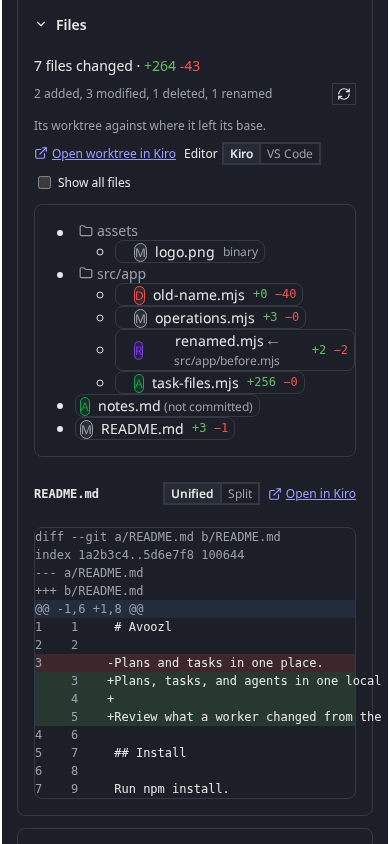 Files
7 files changed · +264 -43
2 added, 3 modified, 1 deleted, 1 renamed
Its worktree against where it left its base.
Open worktree in Kiro Editor Kiro VS Code
Show all files
assets
M logo.png binary
src/app
D old-name.mjs +0 −40
M operations.mjs +3 −0
R renamed.mjs ← +2 −2
src/app/before.mjs
A task-files.mjs +256 −0
A notes.md (not committed)
M README.md +3 −1
README.md Unified Split Open in Kiro
diff --git a/README.md b/README.md
index 1a2b3c4..5d6e7f8 100644
--- a/README.md
+++ b/README.md
@@ -1,6 +1,8 @@
1 1 # Avoozl
2 2
3 -Plans and tasks in one place.
3 +Plans, tasks, and agents in one local
4 +
5 +Review what a worker changed from the
4 6
5 7 ## Install
6 8
7 9 Run npm install.